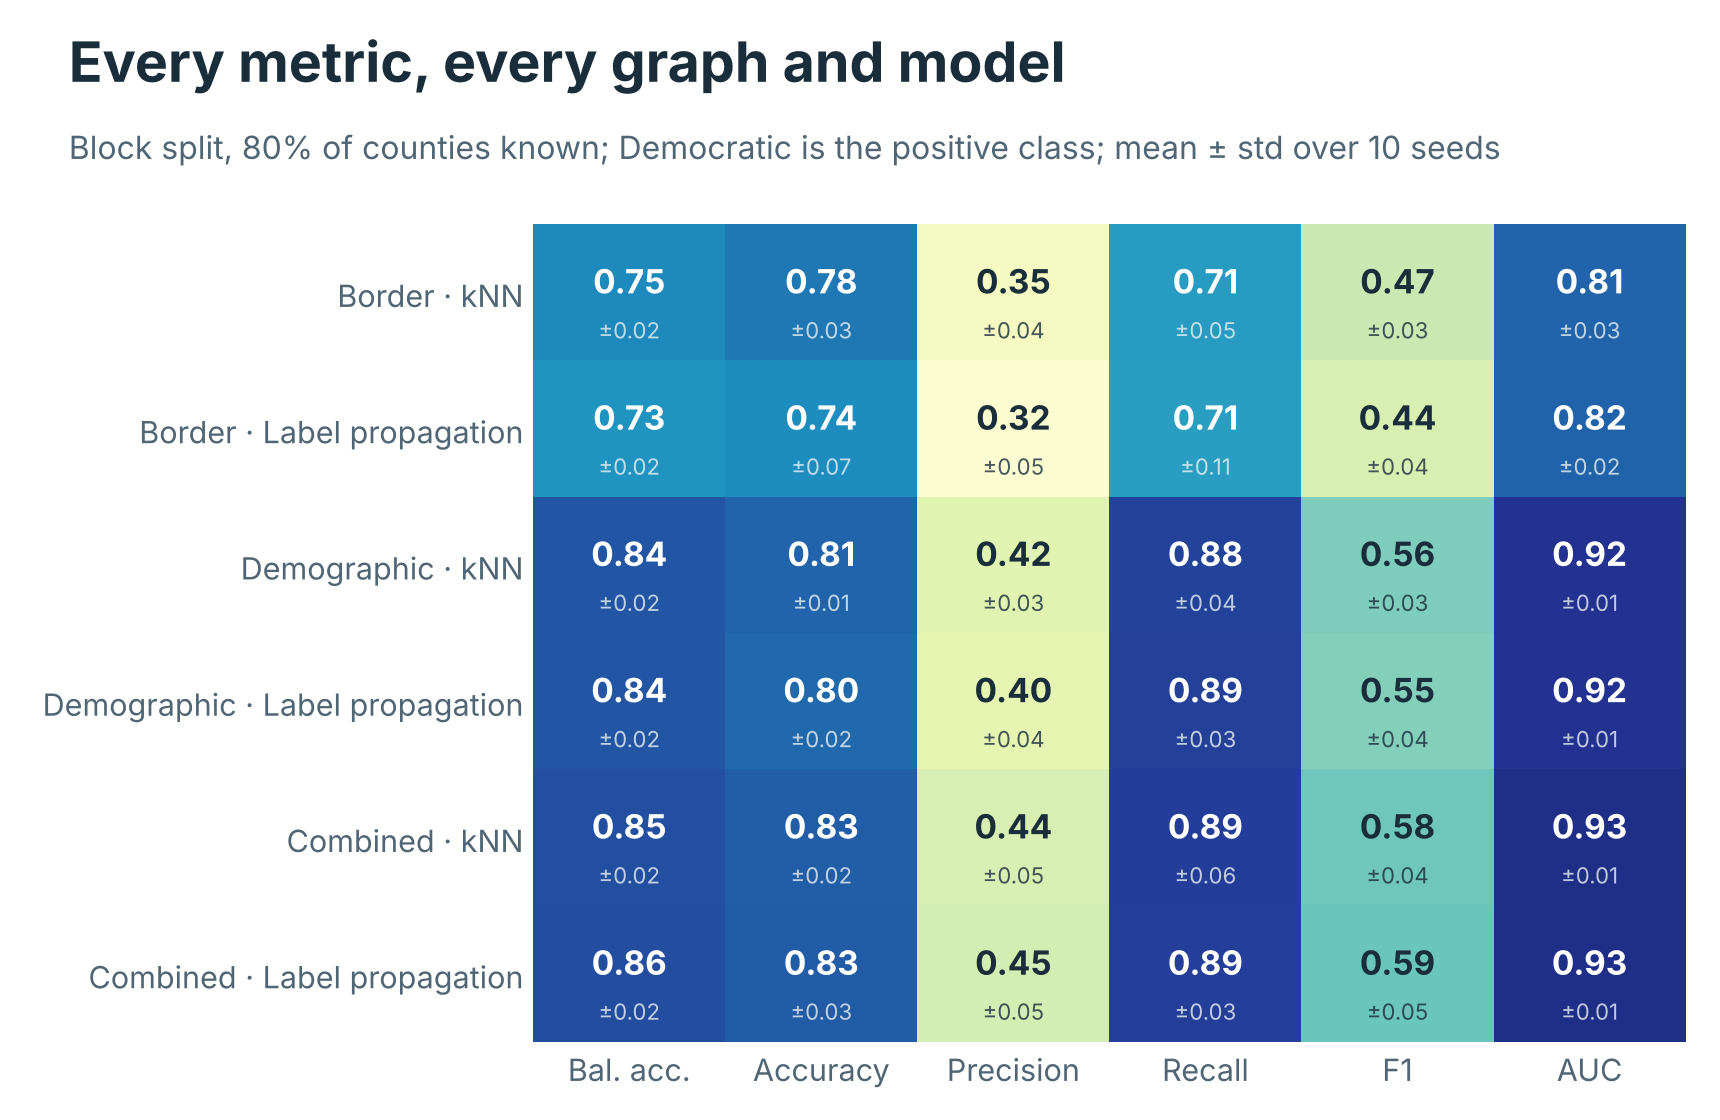 Every metric, every graph and model
Block split, 80% of counties known; Democratic is the positive class; mean ± std over 10 seeds
Border · kNN 0.75 0.78 0.35 0.71 0.47 0.81
±0.02 ±0.03 ±0.04 ±0.05 ±0.03 ±0.03
Border · Label propagation 0.73 0.74 0.32 0.71 0.44 0.82
±0.02 ±0.07 ±0.05 ±0.11 ±0.04 ±0.02
Demographic · kNN 0.84 0.81 0.42 0.88 0.56 0.92
±0.02 ±0.01 ±0.03 ±0.04 ±0.03 ±0.01
Demographic · Label propagation 0.84 0.80 0.40 0.89 0.55 0.92
±0.02 ±0.02 ±0.04 ±0.03 ±0.04 ±0.01
Combined · kNN 0.85 0.83 0.44 0.89 0.58 0.93
±0.02 ±0.02 ±0.05 ±0.06 ±0.04 ±0.01
Combined · Label propagation 0.86 0.83 0.45 0.89 0.59 0.93
±0.02 ±0.03 ±0.05 ±0.03 ±0.05 ±0.01
Bal. acc. Accuracy Precision Recall F1 AUC